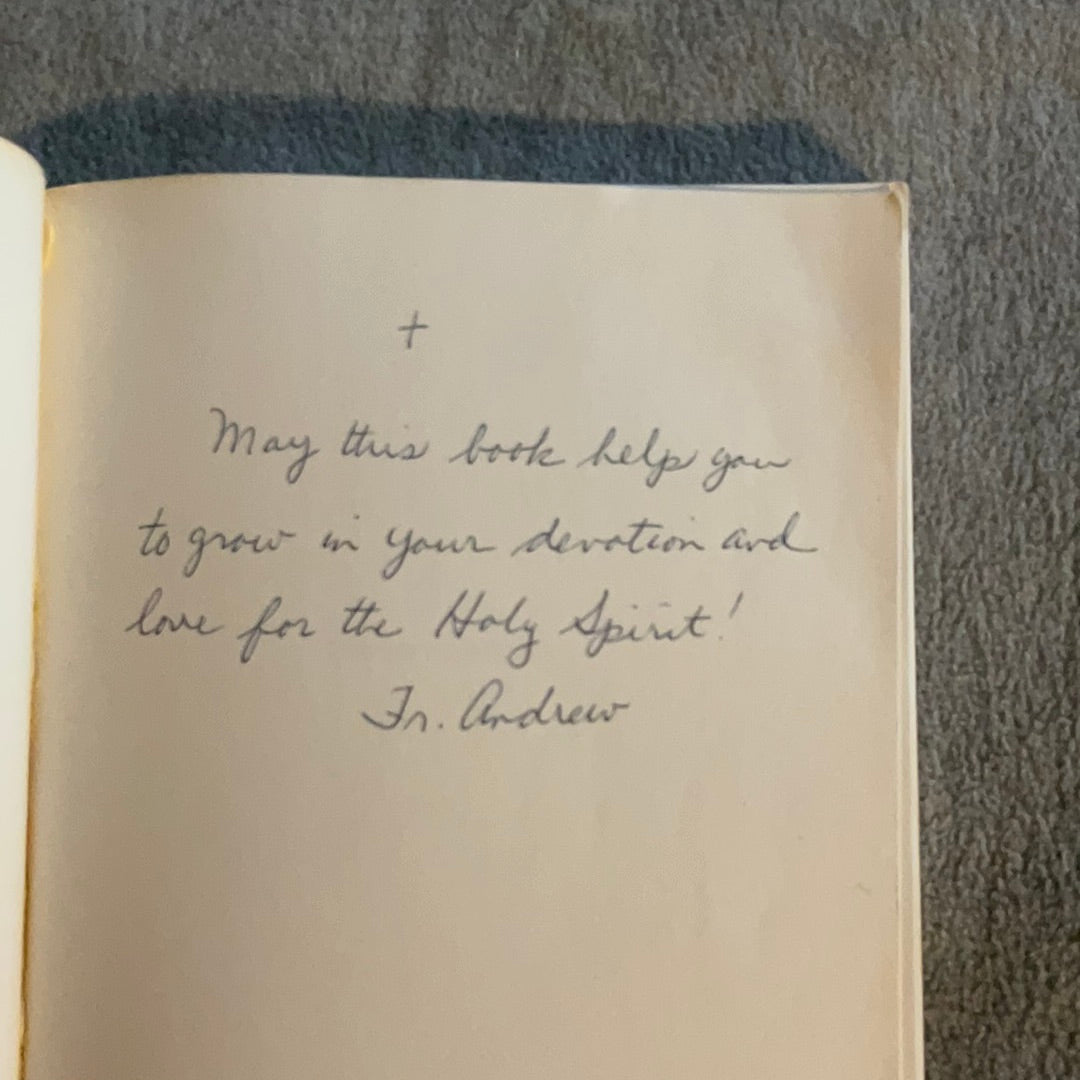 +
May this book help you
to grow in your devotion and
love for the Holy Spirit!
Fr. Andrew